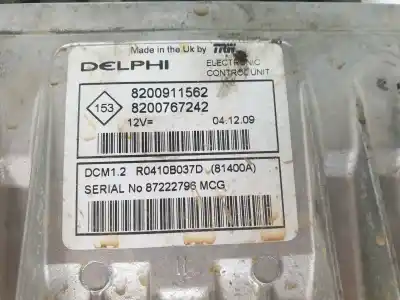 Made in the Uk by TRW
DELPHI
ELECTRONIC
CONTROL UNIT
153
8200911562
8200767242
12V=
04.12.09
DCM1.2 R0410B037D (81400A)
SERIAL No 87222796 MCG